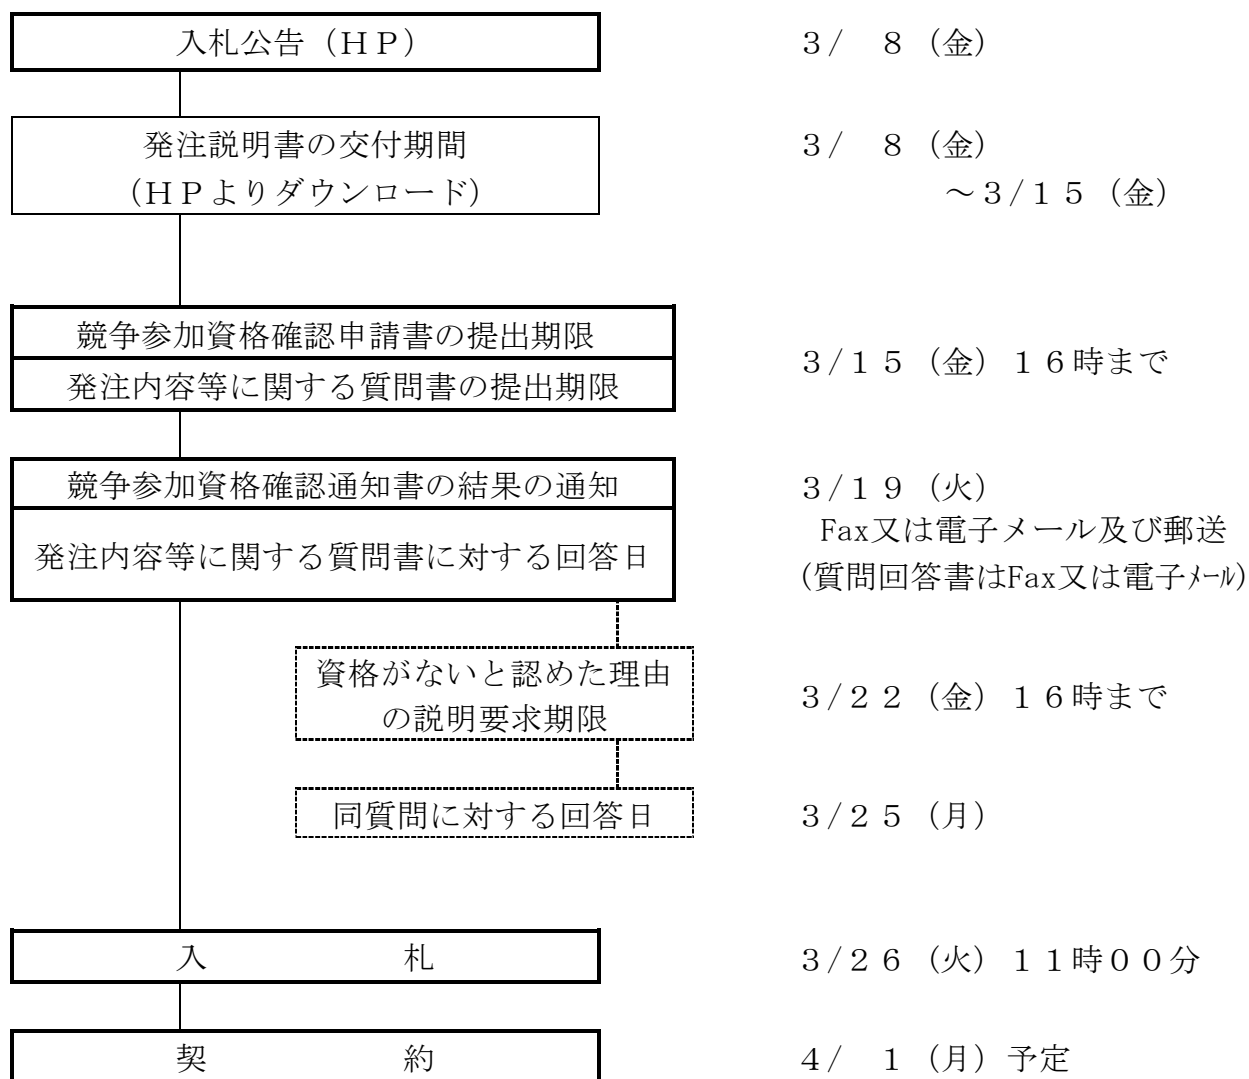 入札公告（ＨＰ）　３／　８（金）
発注説明書の交付期間　３／　８（金）
（ＨＰよりダウンロード）　～３／１５（金）
競争参加資格確認申請書の提出期限
３／１５（金）１６時まで
発注内容等に関する質問書の提出期限
競争参加資格確認通知書の結果の通知　３／１９（火）
Fax又は電子メール及び郵送
発注内容等に関する質問書に対する回答日
(質問回答書はFax又は電子ﾒｰﾙ)
資格がないと認めた理由
の説明要求期限
３／２２（金）１６時まで
同質問に対する回答日　３／２５（月）
入　　　　　札　３／２６（火）１１時００分
契　　　　　約　４／　１（月）予定